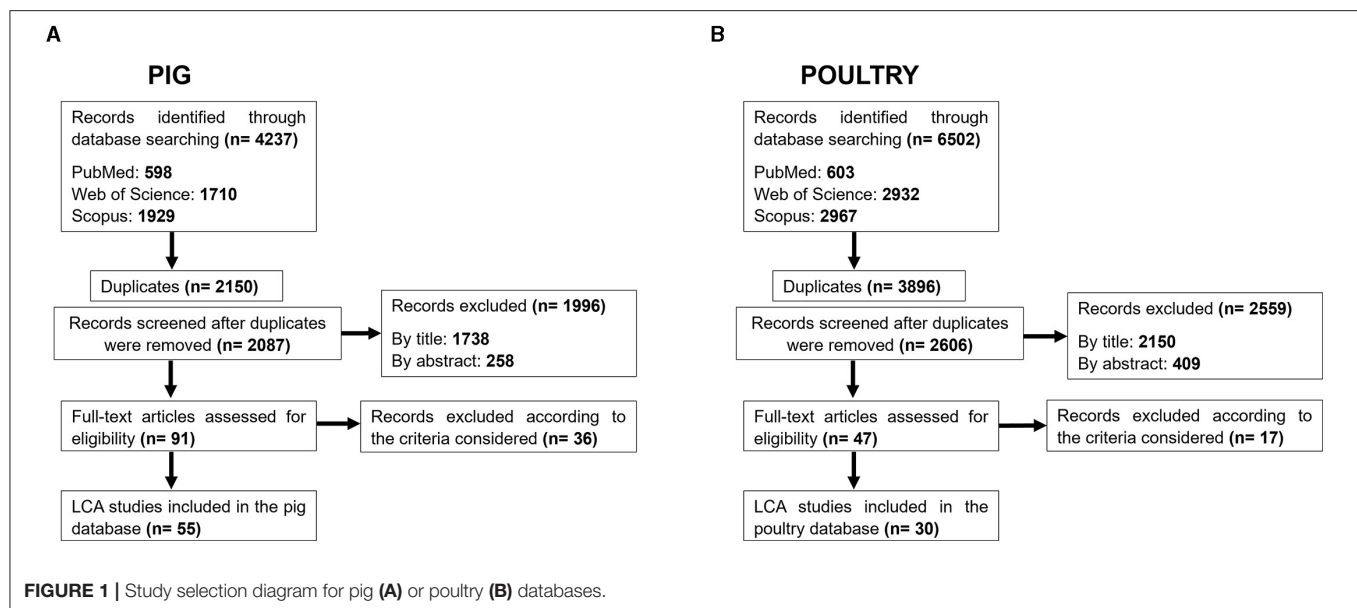 A
PIG
Records identified through
database searching (n= 4237)
PubMed: 598
Web of Science: 1710
Scopus: 1929
Duplicates (n= 2150)
Records screened after duplicates
were removed (n= 2087)
Records excluded (n= 1996)
By title: 1738
By abstract: 258
Full-text articles assessed for
eligibility (n= 91)
Records excluded according to
the criteria considered (n= 36)
LCA studies included in the pig
database (n= 55)
B
POULTRY
Records identified through
database searching (n= 6502)
PubMed: 603
Web of Science: 2932
Scopus: 2967
Duplicates (n= 3896)
Records screened after duplicates
were removed (n= 2606)
Records excluded (n= 2559)
By title: 2150
By abstract: 409
Full-text articles assessed for
eligibility (n= 47)
Records excluded according to
the criteria considered (n= 17)
LCA studies included in the
poultry database (n= 30)
FIGURE 1 | Study selection diagram for pig (A) or poultry (B) databases.